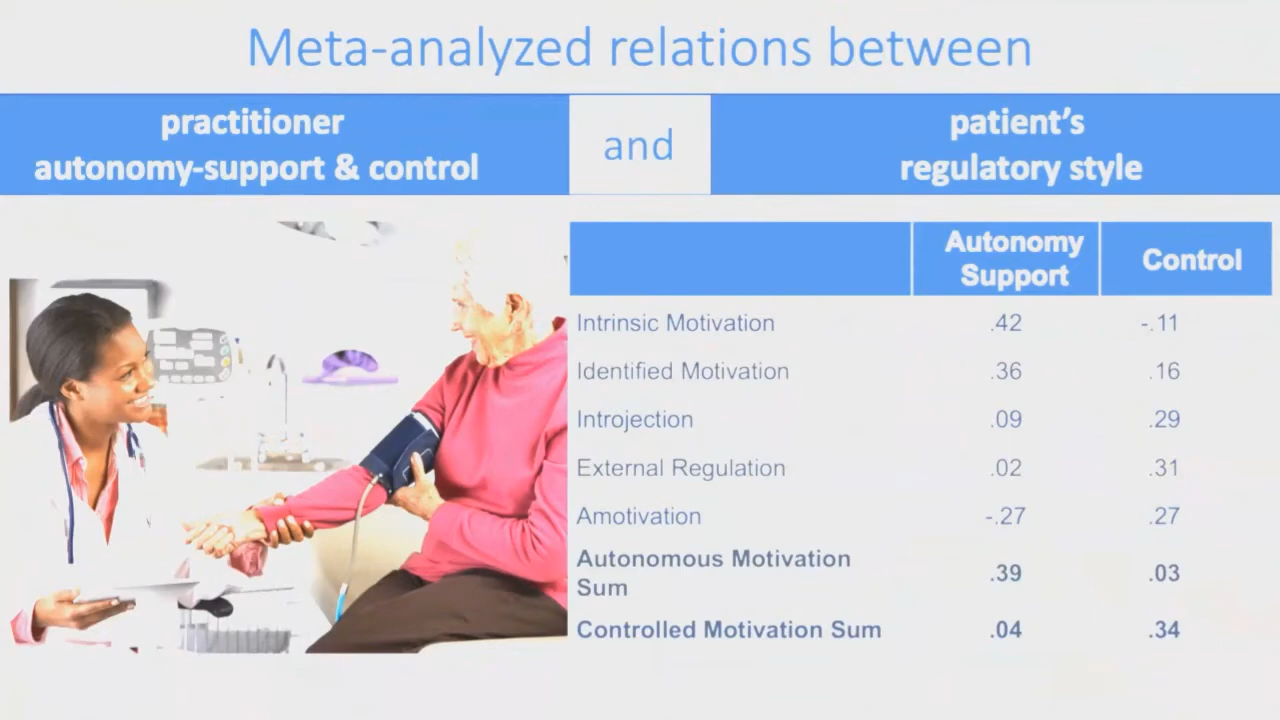 Meta-analyzed relations between
practitioner
autonomy-support & control
and
patient's
regulatory style
Autonomy
Support
Control
Intrinsic Motivation .42 -.11
Identified Motivation .36 .16
Introjection .09 .29
External Regulation .02 .31
Amotivation -.27 .27
Autonomous Motivation
Sum .39 .03
Controlled Motivation Sum .04 .34